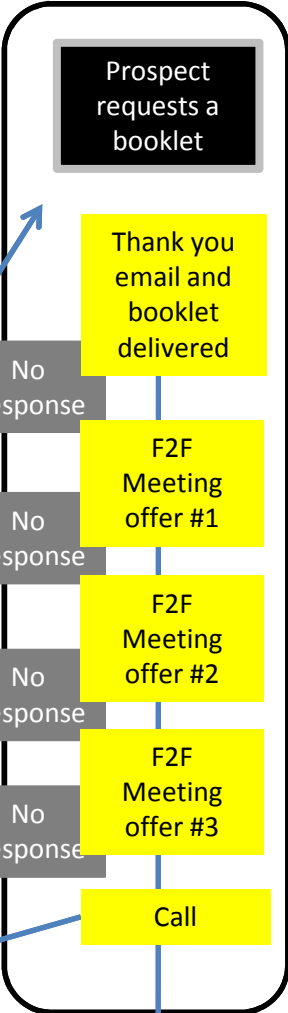 Prospect
requests a
booklet
Thank you
email and
booklet
delivered
No
sponse
F2F
Meeting
offer #1
No
sponse
F2F
Meeting
offer #2
No
sponse
F2F
Meeting
offer #3
No
sponse
Call